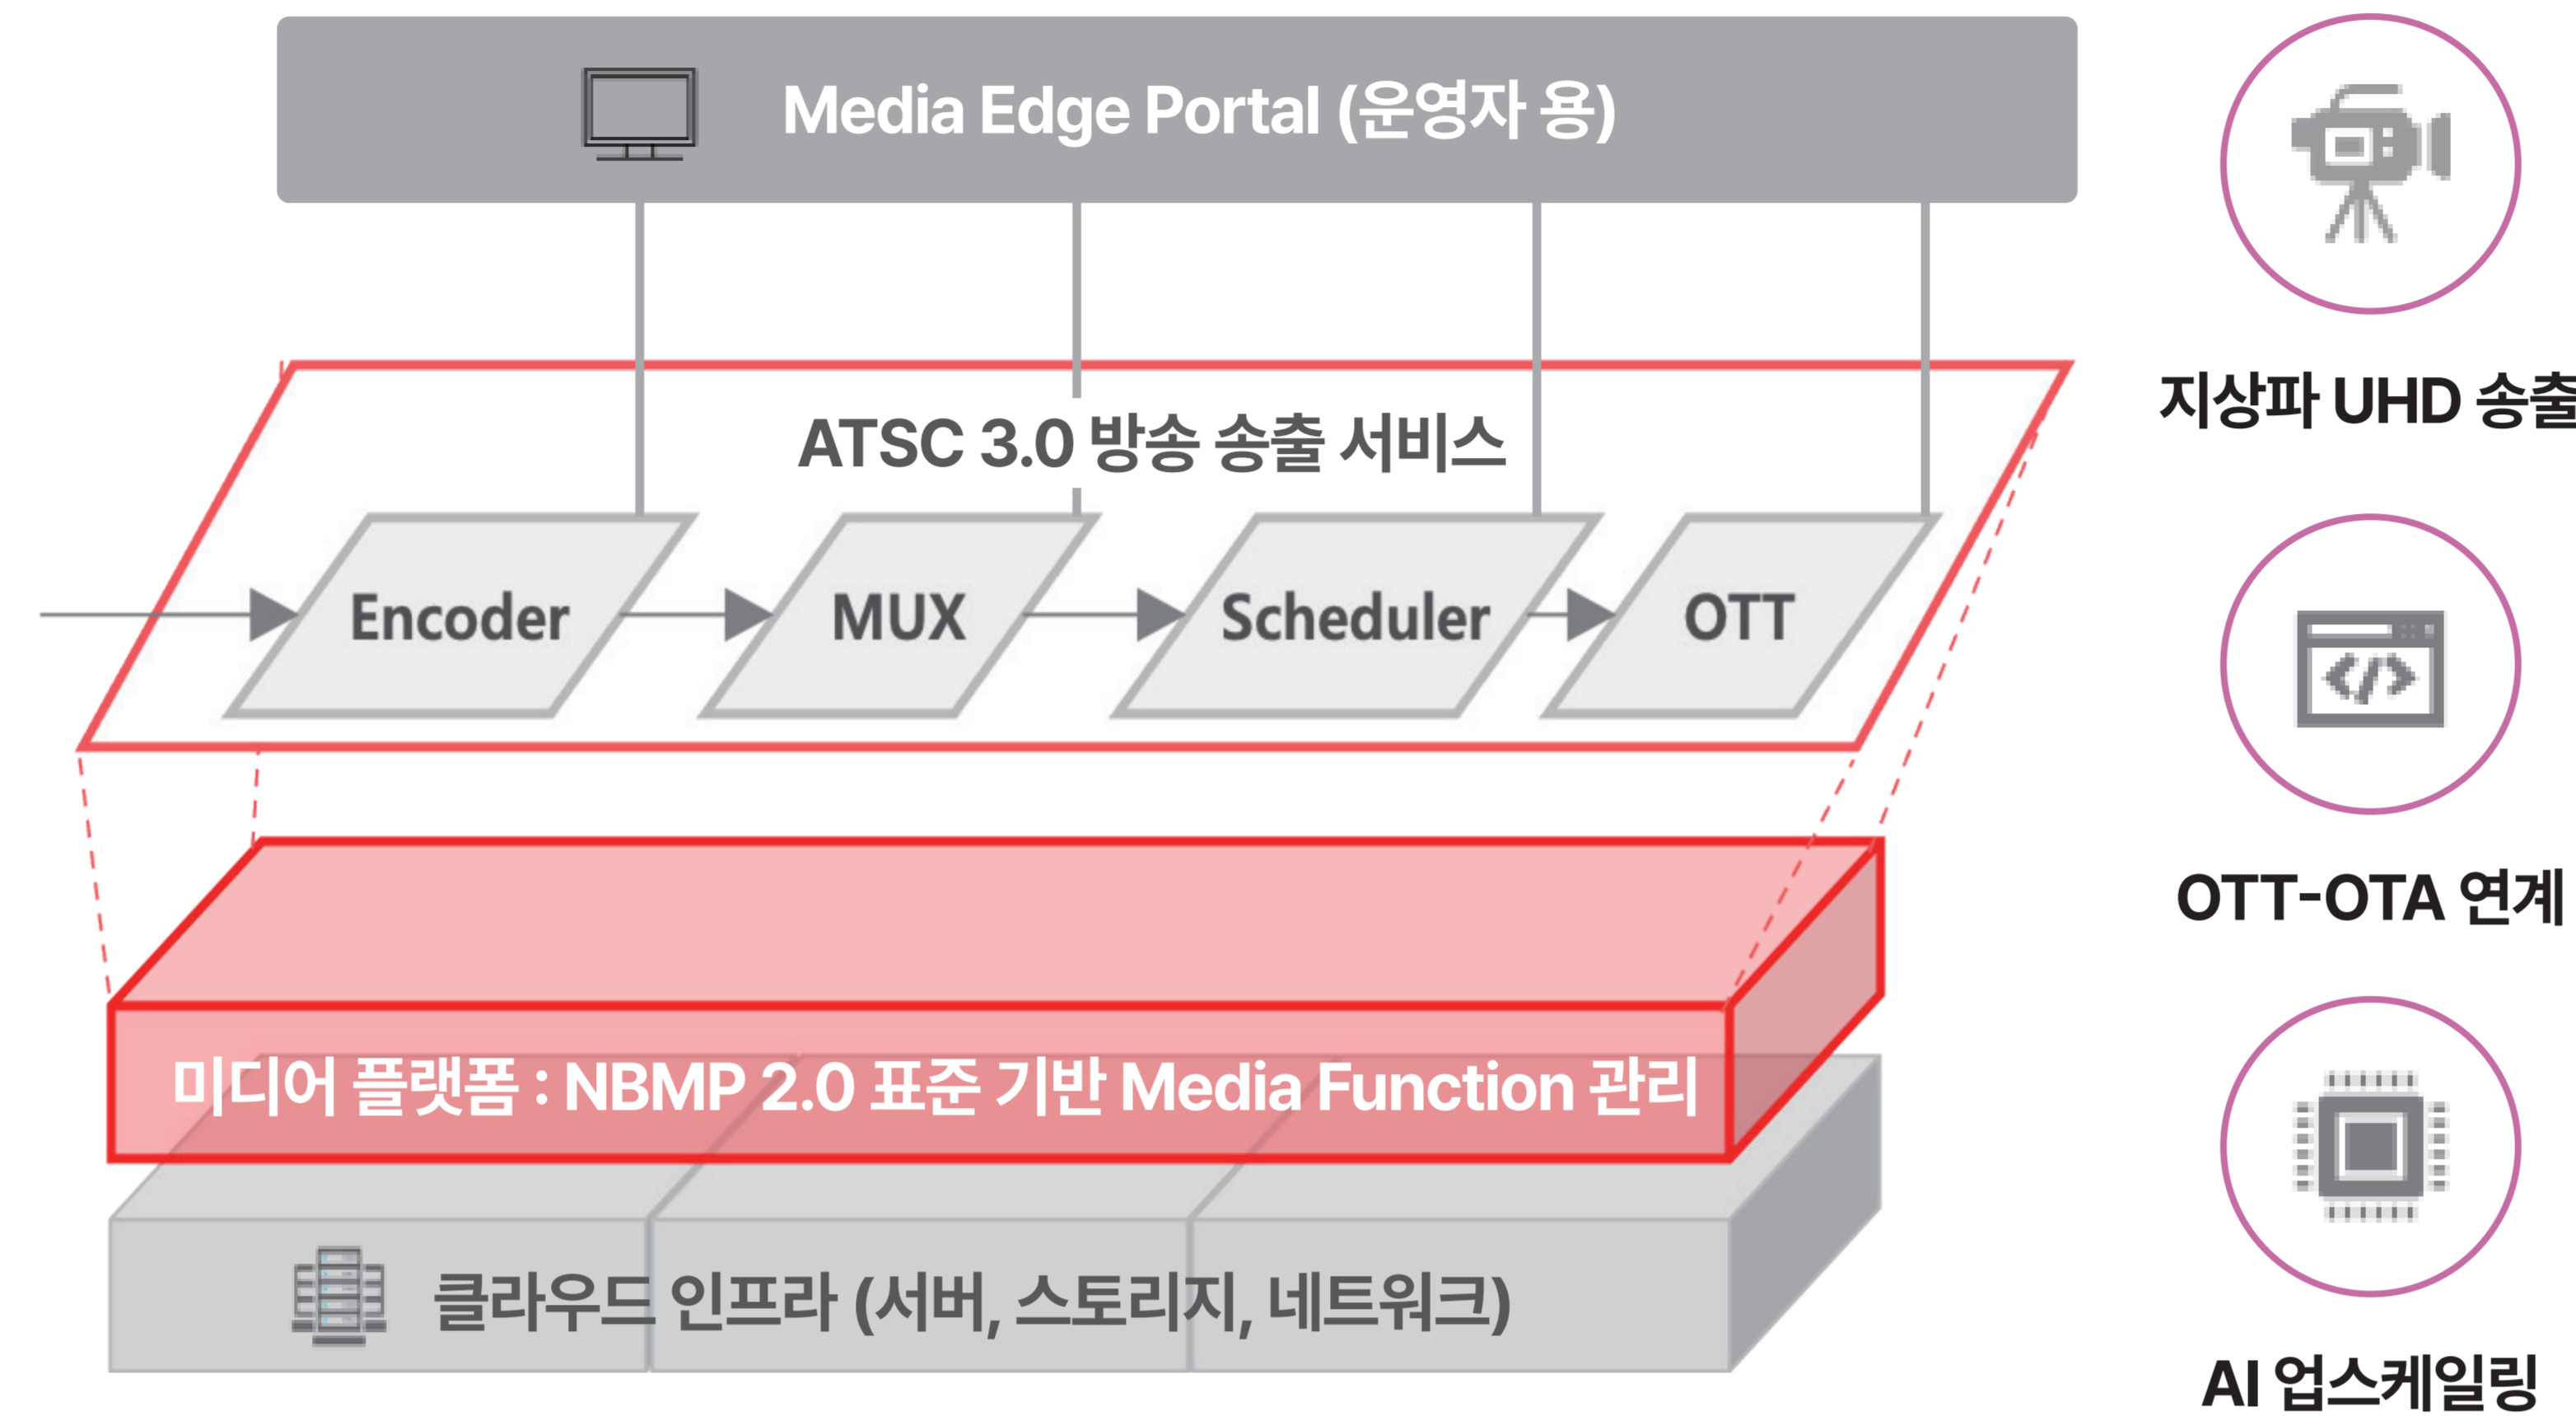 Media Edge Portal (운영자 용)
ATSC 3.0 방송 송출 서비스
Encoder
MUX
Scheduler
OTT
미디어 플랫폼 : NBMP 2.0 표준 기반 Media Function 관리
클라우드 인프라 (서버, 스토리지, 네트워크)
지상파 UHD 송출
OTT-OTA 연계
AI 업스케일링